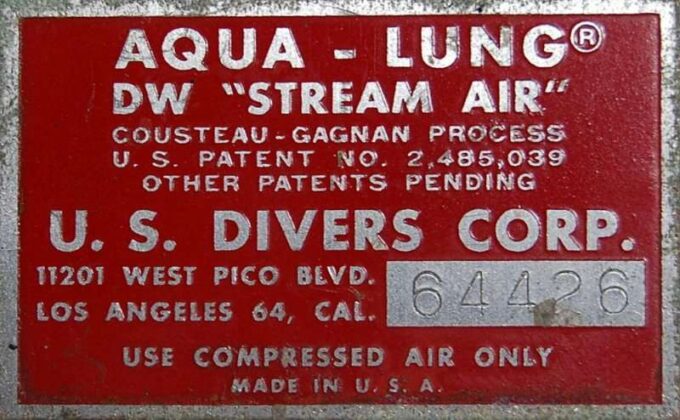 AQUA - LUNG®
DW "STREAM AIR"
COUSTEAU-GAGNAN PROCESS
U. S. PATENT NO. 2,485,039
OTHER PATENTS PENDING
U. S. DIVERS CORP.
11201 WEST PICO BLVD.
LOS ANGELES 64, CAL. 64426
USE COMPRESSED AIR ONLY
MADE IN U. S. A.